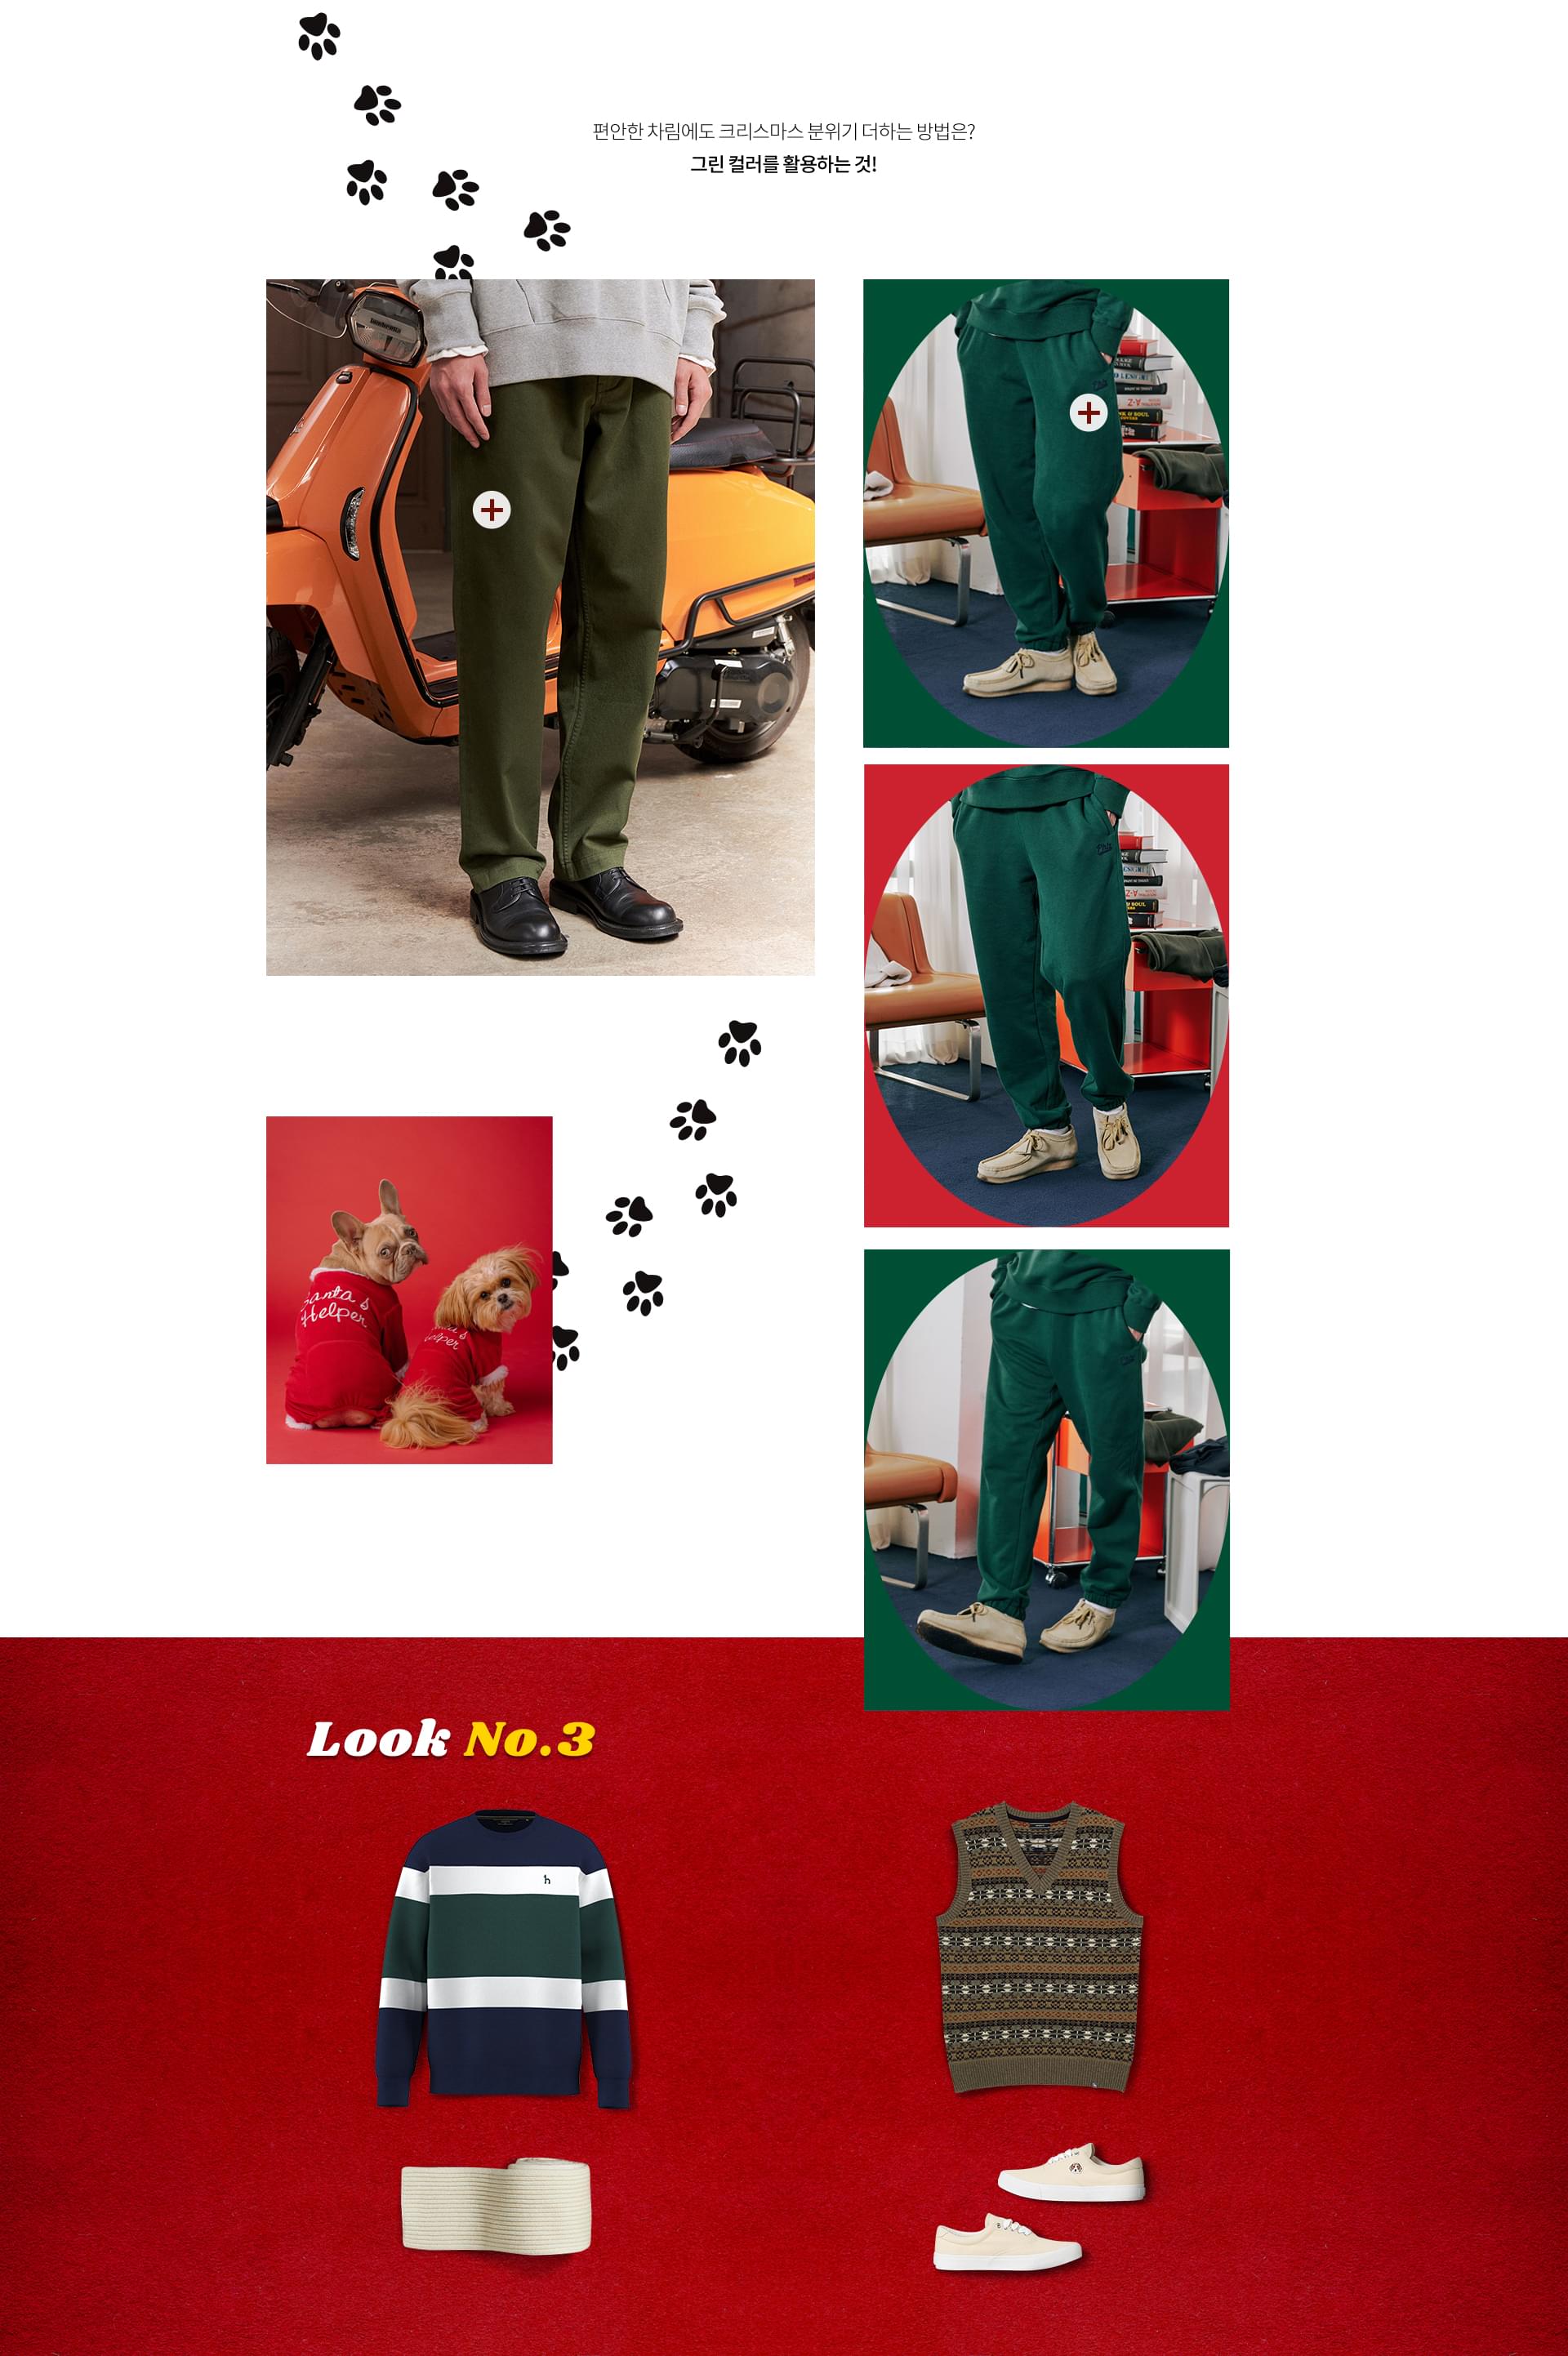 편안한 차림에도 크리스마스 분위기 더하는 방법은?
그린 컬러를 활용하는 것!
Santa's
Helper
Look No.3
h